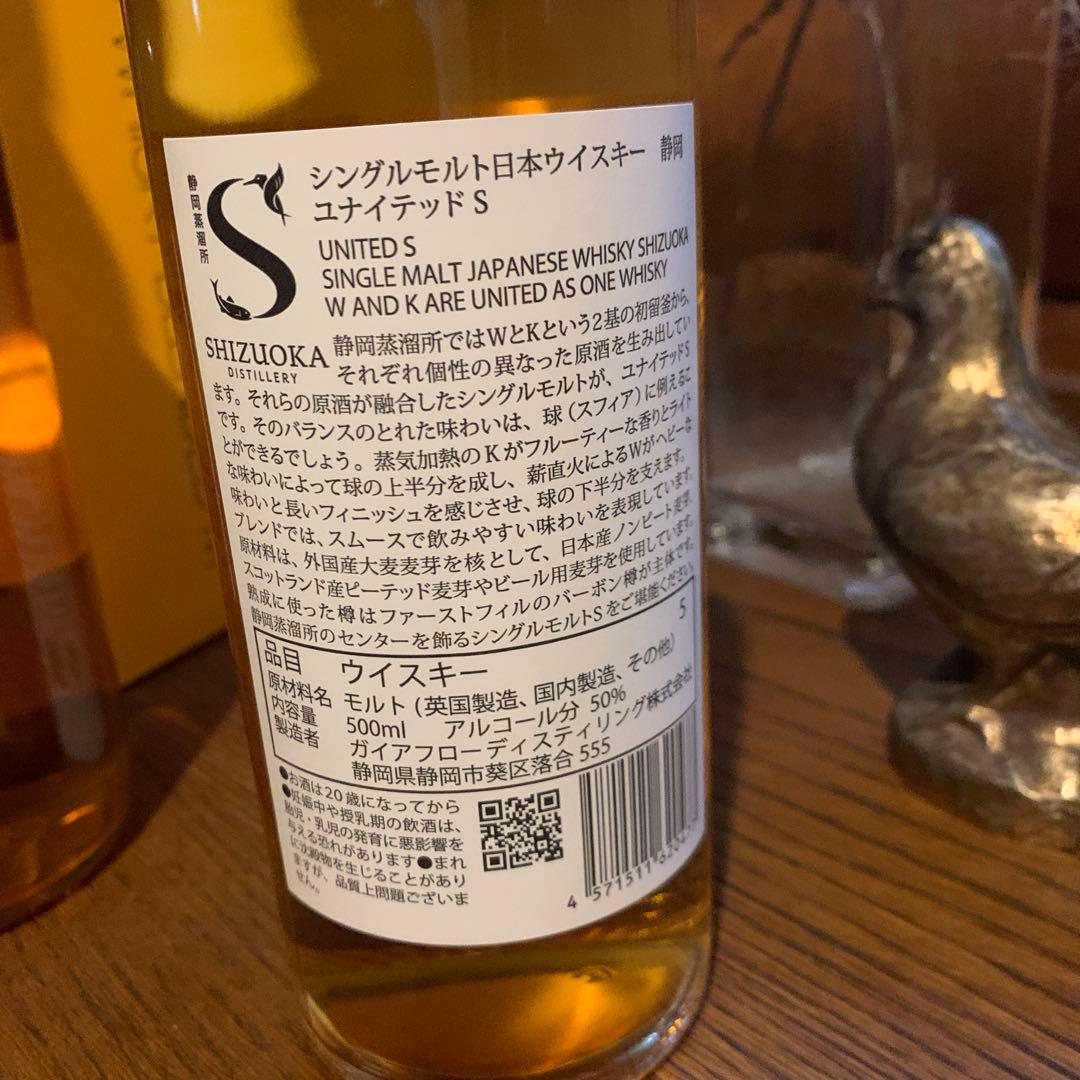 静岡蒸溜所
SHIZUOKA
DISTILLERY
シングルモルト日本ウイスキー 静岡
ユナイテッド S
UNITED S
SINGLE MALT JAPANESE WHISKY SHIZUOKA
W AND K ARE UNITED AS ONE WHISKY
静岡蒸溜所ではWとKという2基の初留釜から、
それぞれ個性の異なった原酒を生み出してい
ます。それらの原酒が融合したシングルモルトが、ユナイテッドS
です。そのバランスのとれた味わいは、球(スフィア)に例えるこ
とができるでしょう。蒸気加熱のKがフルーティーな香りとライト
な味わいによって球の上半分を成し、薪直火によるWがヘビーな
味わいと長いフィニッシュを感じさせ、球の下半分を支えます。
ブレンドでは、スムースで飲みやすい味わいを表現しています。
原材料は、外国産大麦麦芽を核として、日本産ノンピート麦芽、
スコットランド産ピーテッド麦芽やビール用麦芽を使用しています。
熟成に使った樽はファーストフィルのバーボン樽が主体です。
静岡蒸溜所のセンターを飾るシングルモルトSをご堪能ください。
品目 ウイスキー 5
原材料名 モルト (英国製造、国内製造、その他)
内容量 500ml アルコール分 50%
製造者 ガイアフローディスティリング株式会社
静岡県静岡市葵区落合 555
●お酒は20歳になってから
●妊娠中や授乳期の飲酒は、
胎児・乳児の発育に悪影響を
与える恐れがあります●まれ
に沈殿物を生じることがあり
ますが、品質上問題ございま
せん。
4 571511 6204